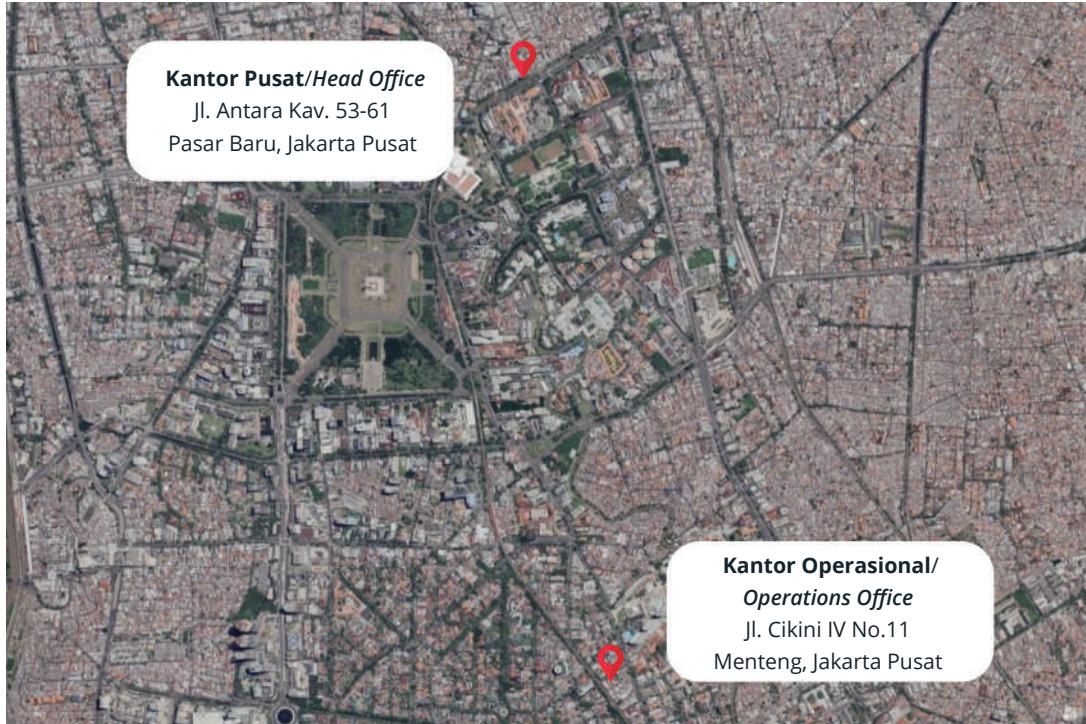 Kantor Pusat/Head Office
Jl. Antara Kav. 53-61
Pasar Baru, Jakarta Pusat
Kantor Operasional/
Operations Office
Jl. Cikini IV No.11
Menteng, Jakarta Pusat